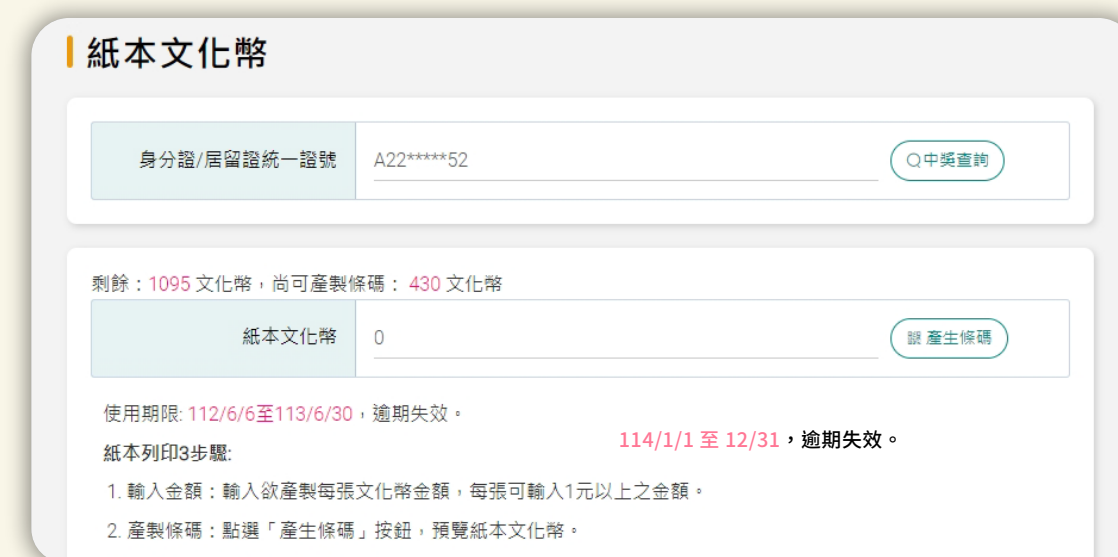 紙本文化幣
身分證/居留證統一證號 A22*****52 中獎查詢
剩餘：1095 文化幣，尚可產製條碼： 430 文化幣
紙本文化幣 0 產生條碼
使用期限: 112/6/6至113/6/30，逾期失效。
114/1/1 至 12/31，逾期失效。
紙本列印3步驟:
1. 輸入金額：輸入欲產製每張文化幣金額，每張可輸入1元以上之金額。
2. 產製條碼：點選「產生條碼」按鈕，預覽紙本文化幣。